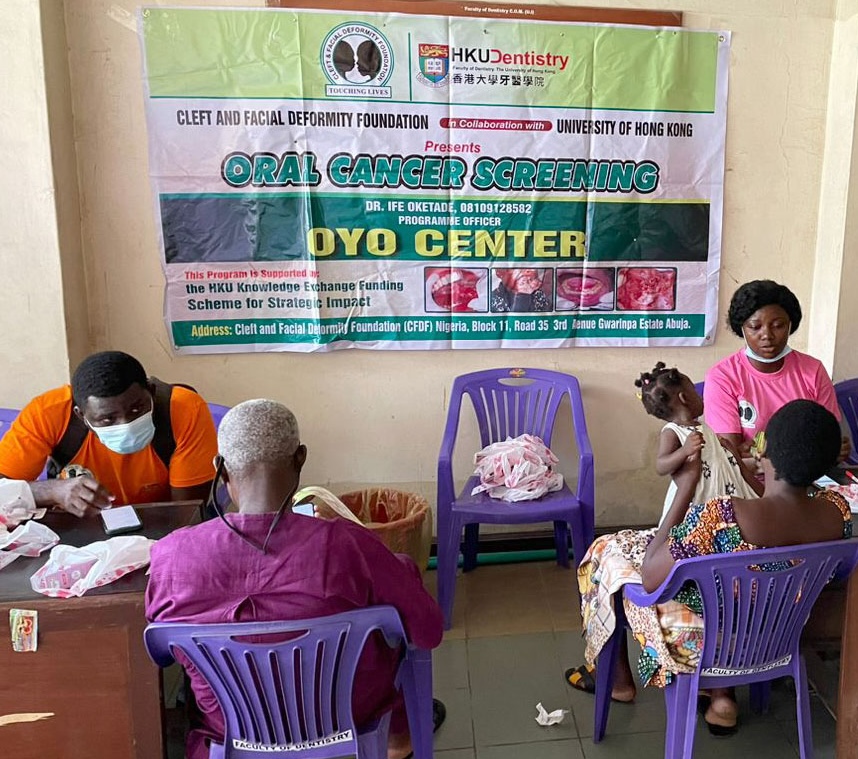 Faculty of Dentistry C.O.M. (U.I)
CLEFT & FACIAL DEFORMITY FOUNDATION
TOUCHING LIVES
HKUDentistry
Faculty of Dentistry The University of Hong Kong
香港大學牙醫學院
CLEFT AND FACIAL DEFORMITY FOUNDATION in Collaboration with UNIVERSITY OF HONG KONG
Presents
ORAL CANCER SCREENING
DR. IFE OKETADE, 08109128582
PROGRAMME OFFICER
OYO CENTER
This Program is Supported by:
the HKU Knowledge Exchange Funding
Scheme for Strategic Impact
Address: Cleft and Facial Deformity Foundation (CFDF) Nigeria, Block 11, Road 35 3rd Gwarinpa Estate Abuja.
FACULTY OF DENTISTRY
FACULTY OF DENTISTRY